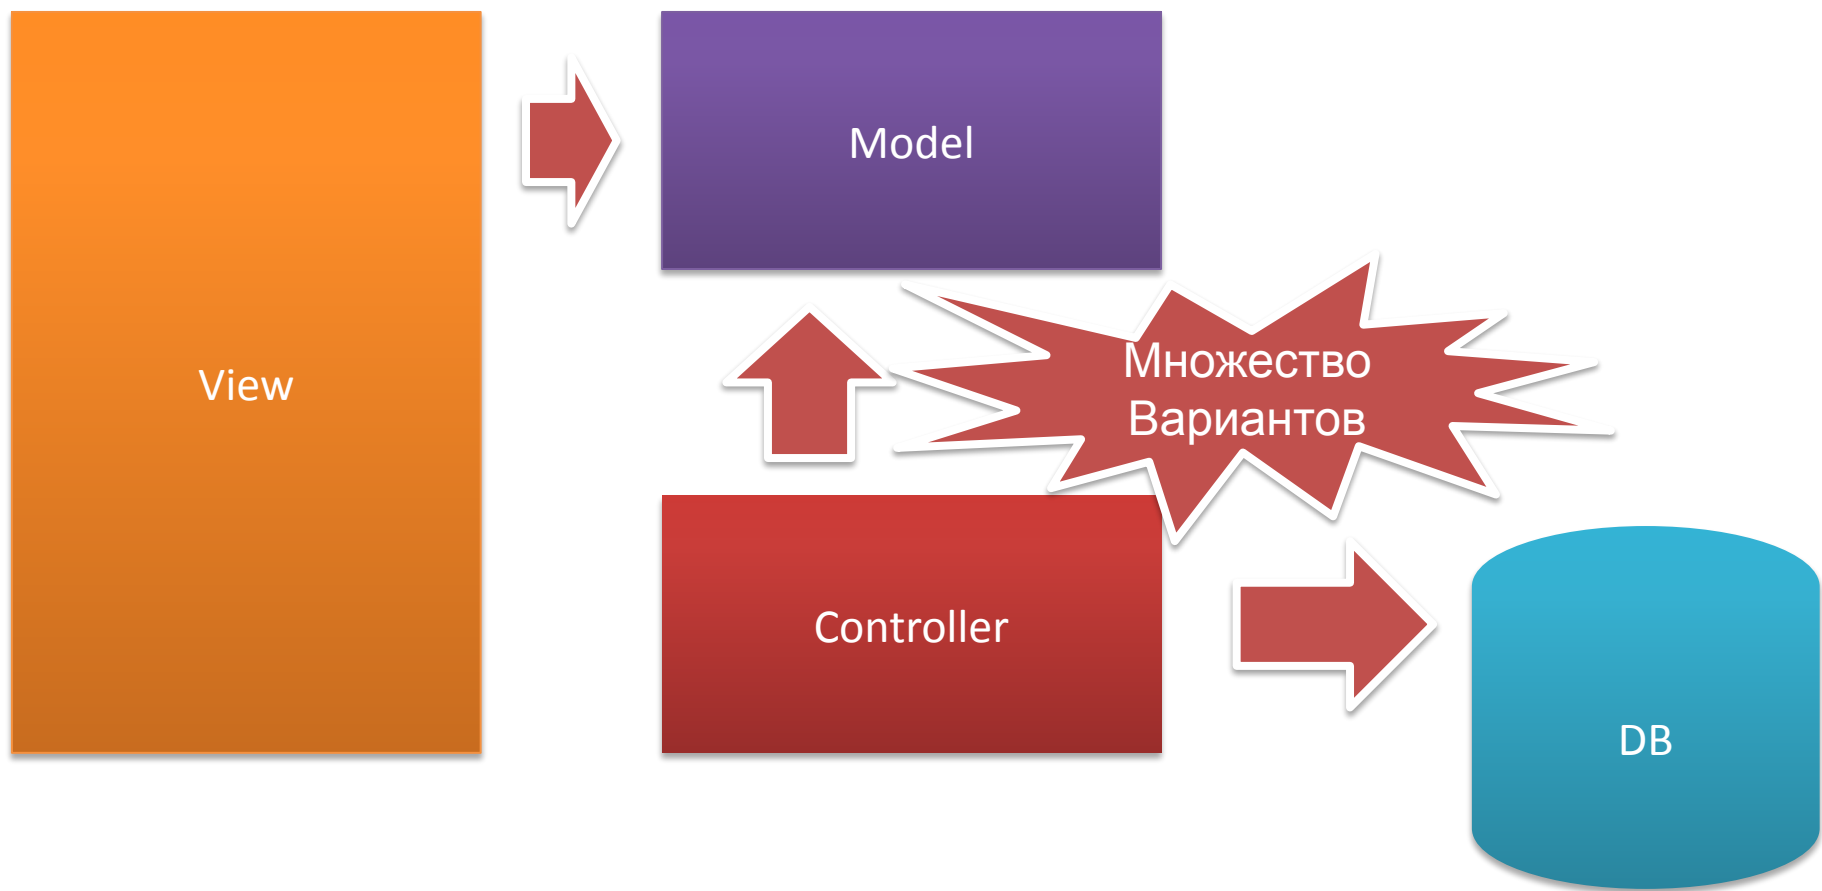 Model
View
Множество
Вариантов
Controller
DB